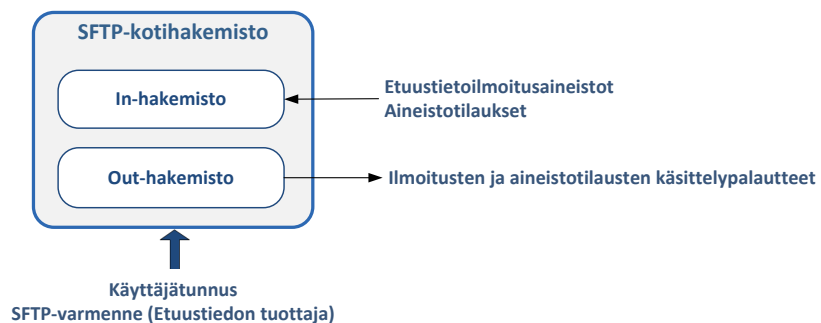 SFTP-kotihakemisto
In-hakemisto
Etuustietoilmoitusaineistot
Aineistotilaukset
Out-hakemisto
Ilmoitusten ja aineistotilausten käsittelypalautteet
Käyttäjätunnus
SFTP-varmenne (Etuustiedon tuottaja)